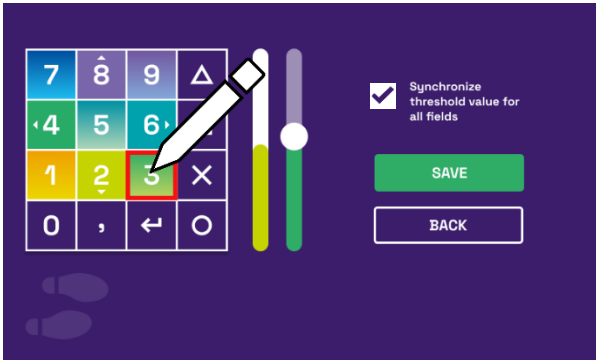 7 8 9
4 5 6
1 2 3
0 ,
Synchronize
threshold value for
all fields
SAVE
BACK